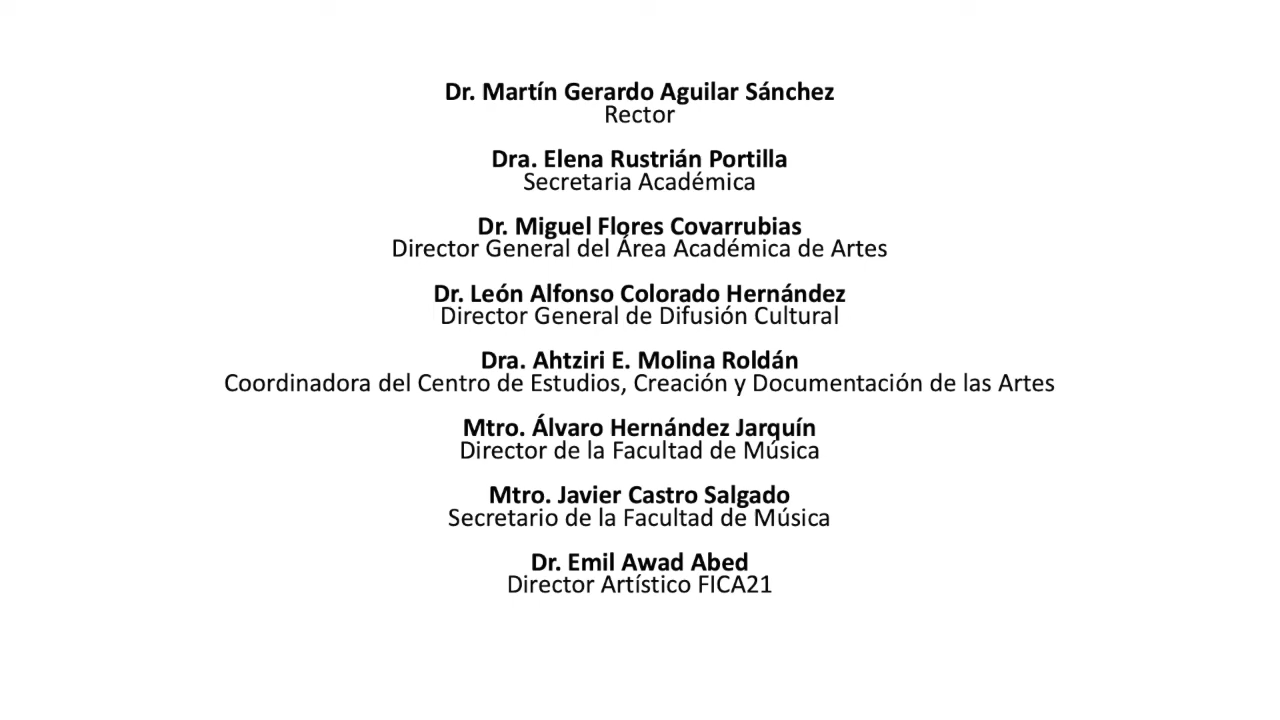 Dr. Martín Gerardo Aguilar Sánchez
Rector
Dra. Elena Rustrián Portilla
Secretaria Académica
Dr. Miguel Flores Covarrubias
Director General del Área Académica de Artes
Dr. León Alfonso Colorado Hernández
Director General de Difusión Cultural
Dra. Ahtziri E. Molina Roldán
Coordinadora del Centro de Estudios, Creación y Documentación de las Artes
Mtro. Álvaro Hernández Jarquín
Director de la Facultad de Música
Mtro. Javier Castro Salgado
Secretario de la Facultad de Música
Dr. Emil Awad Abed
Director Artístico FICA21